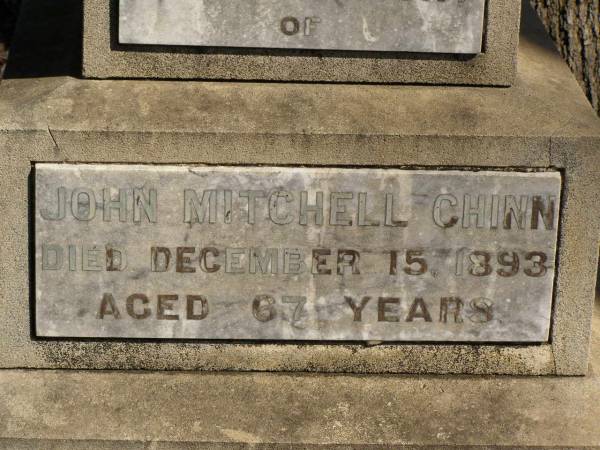 OF
JOHN MITCHELL CHINN
DIED DECEMBER 15, 1893
AGED 67 YEARS